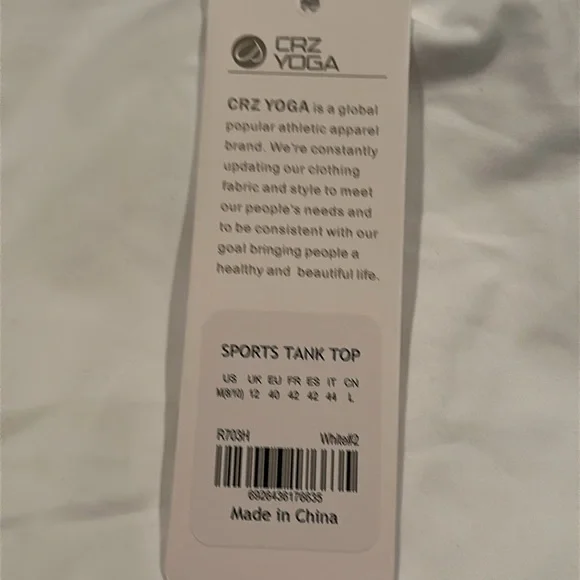 CRZ
YOGA
CRZ YOGA is a global
popular athletic apparel
brand. We're constantly
updating our clothing
fabric and style to meet
our people's needs and
to be consistent with our
goal bringing people a
healthy and beautiful life.
SPORTS TANK TOP
US UK EU FR ES IT CN
M(8/10) 12 40 42 42 44 L
R703H White#2
6926436176635
Made in China